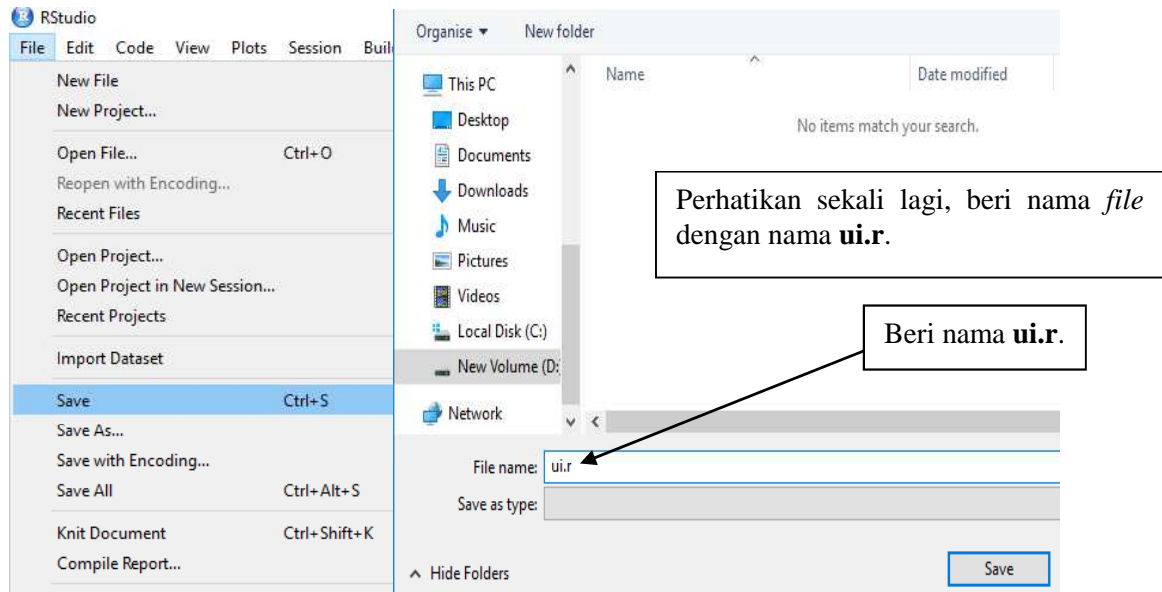 RStudio
File Edit Code View Plots Session Buil
New File
New Project...
Open File... Ctrl+O
Reopen with Encoding...
Recent Files
Open Project...
Open Project in New Session...
Recent Projects
Import Dataset
Save Ctrl+S
Save As...
Save with Encoding...
Save All Ctrl+Alt+S
Knit Document Ctrl+Shift+K
Compile Report...
Organise New folder
This PC
Desktop
Documents
Downloads
Music
Pictures
Videos
Local Disk (C:)
New Volume (D:
Network
Name Date modified
No items match your search.
Perhatikan sekali lagi, beri nama file
dengan nama ui.r.
Beri nama ui.r.
File name: ui.r
Save as type:
Hide Folders Save